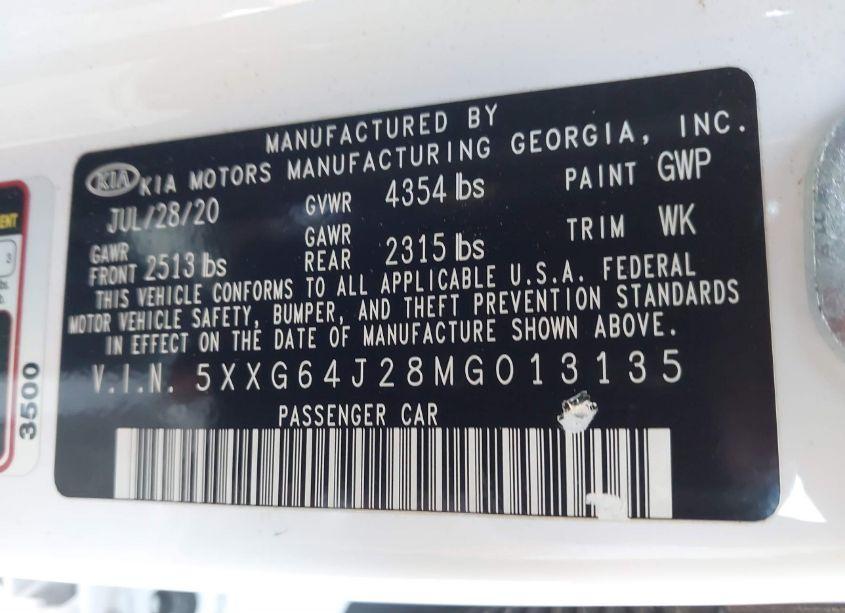 MANUFACTURED BY
KIA KIA MOTORS MANUFACTURING GEORGIA, INC.
JUL/28/20 GVWR 4354 lbs PAINT GWP
GAWR FRONT 2513 lbs GAWR REAR 2315 lbs TRIM WK
THIS VEHICLE CONFORMS TO ALL APPLICABLE U.S.A. FEDERAL
MOTOR VEHICLE SAFETY, BUMPER, AND THEFT PREVENTION STANDARDS
IN EFFECT ON THE DATE OF MANUFACTURE SHOWN ABOVE.
V.I.N. 5XXG64J28MG013135
PASSENGER CAR
3500